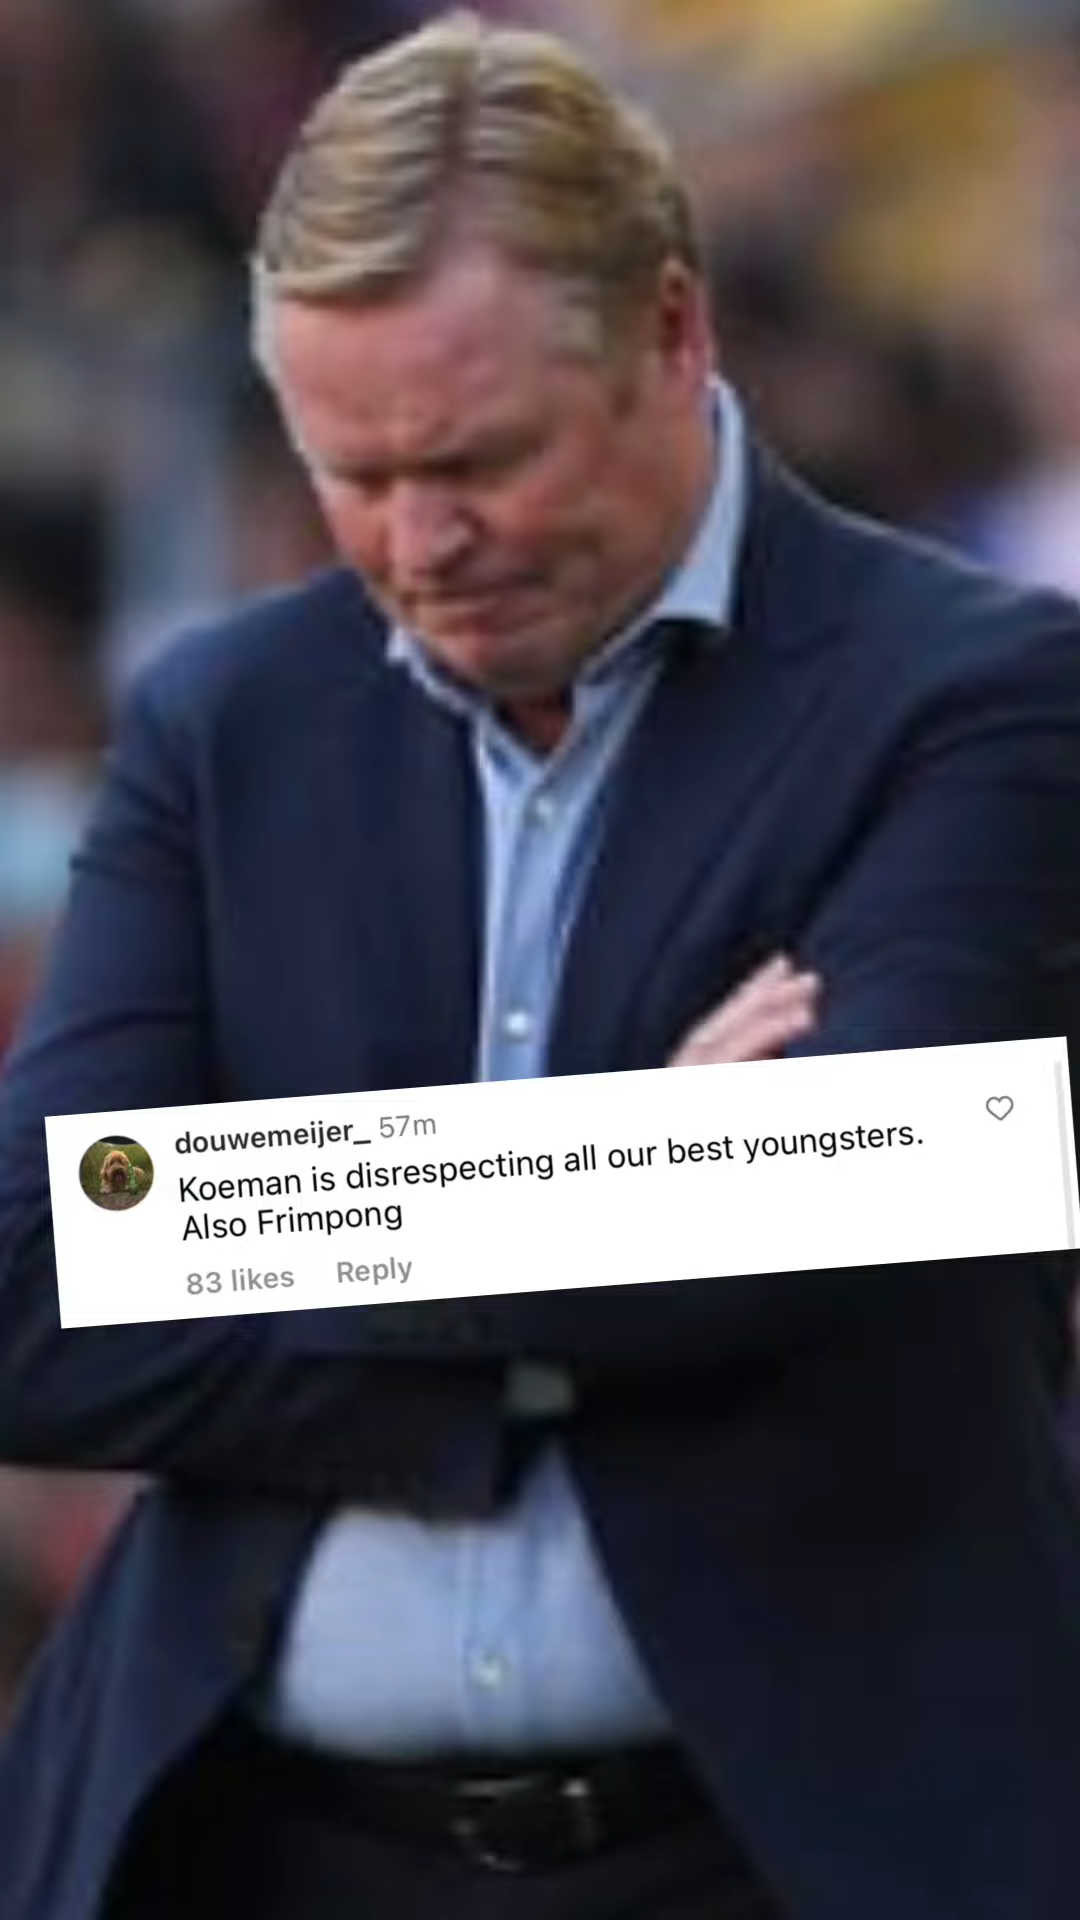 douwemeijer_ 57m
Koeman is disrespecting all our best youngsters.
Also Frimpong
83 likes Reply